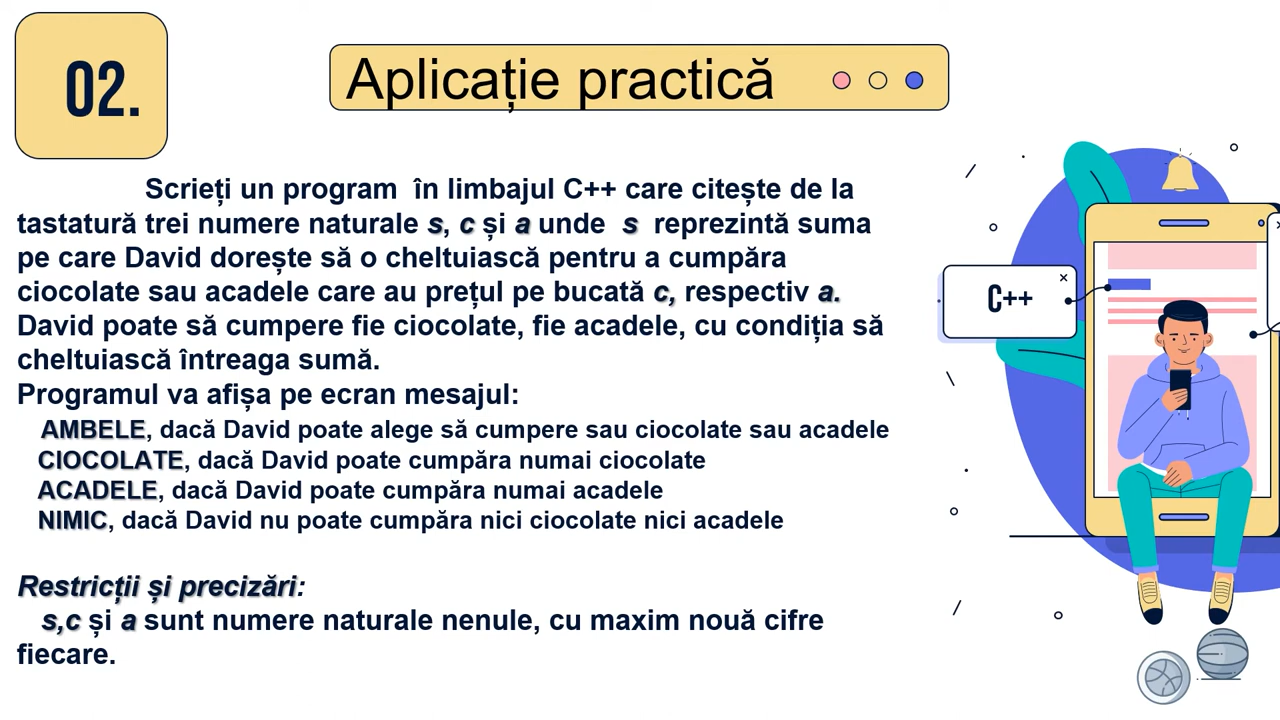 02.
Aplicație practică
Scrieți un program în limbajul C++ care citește de la
tastatură trei numere naturale s, c și a unde s reprezintă suma
pe care David dorește să o cheltuiască pentru a cumpăra
ciocolate sau acadele care au prețul pe bucată c, respectiv a.
David poate să cumpere fie ciocolate, fie acadele, cu condiția să
cheltuiască întreaga sumă.
Programul va afișa pe ecran mesajul:
AMBELE, dacă David poate alege să cumpere sau ciocolate sau acadele
CIOCOLATE, dacă David poate cumpăra numai ciocolate
ACADELE, dacă David poate cumpăra numai acadele
NIMIC, dacă David nu poate cumpăra nici ciocolate nici acadele
Restricții și precizări:
s,c și a sunt numere naturale nenule, cu maxim nouă cifre
fiecare.
C++